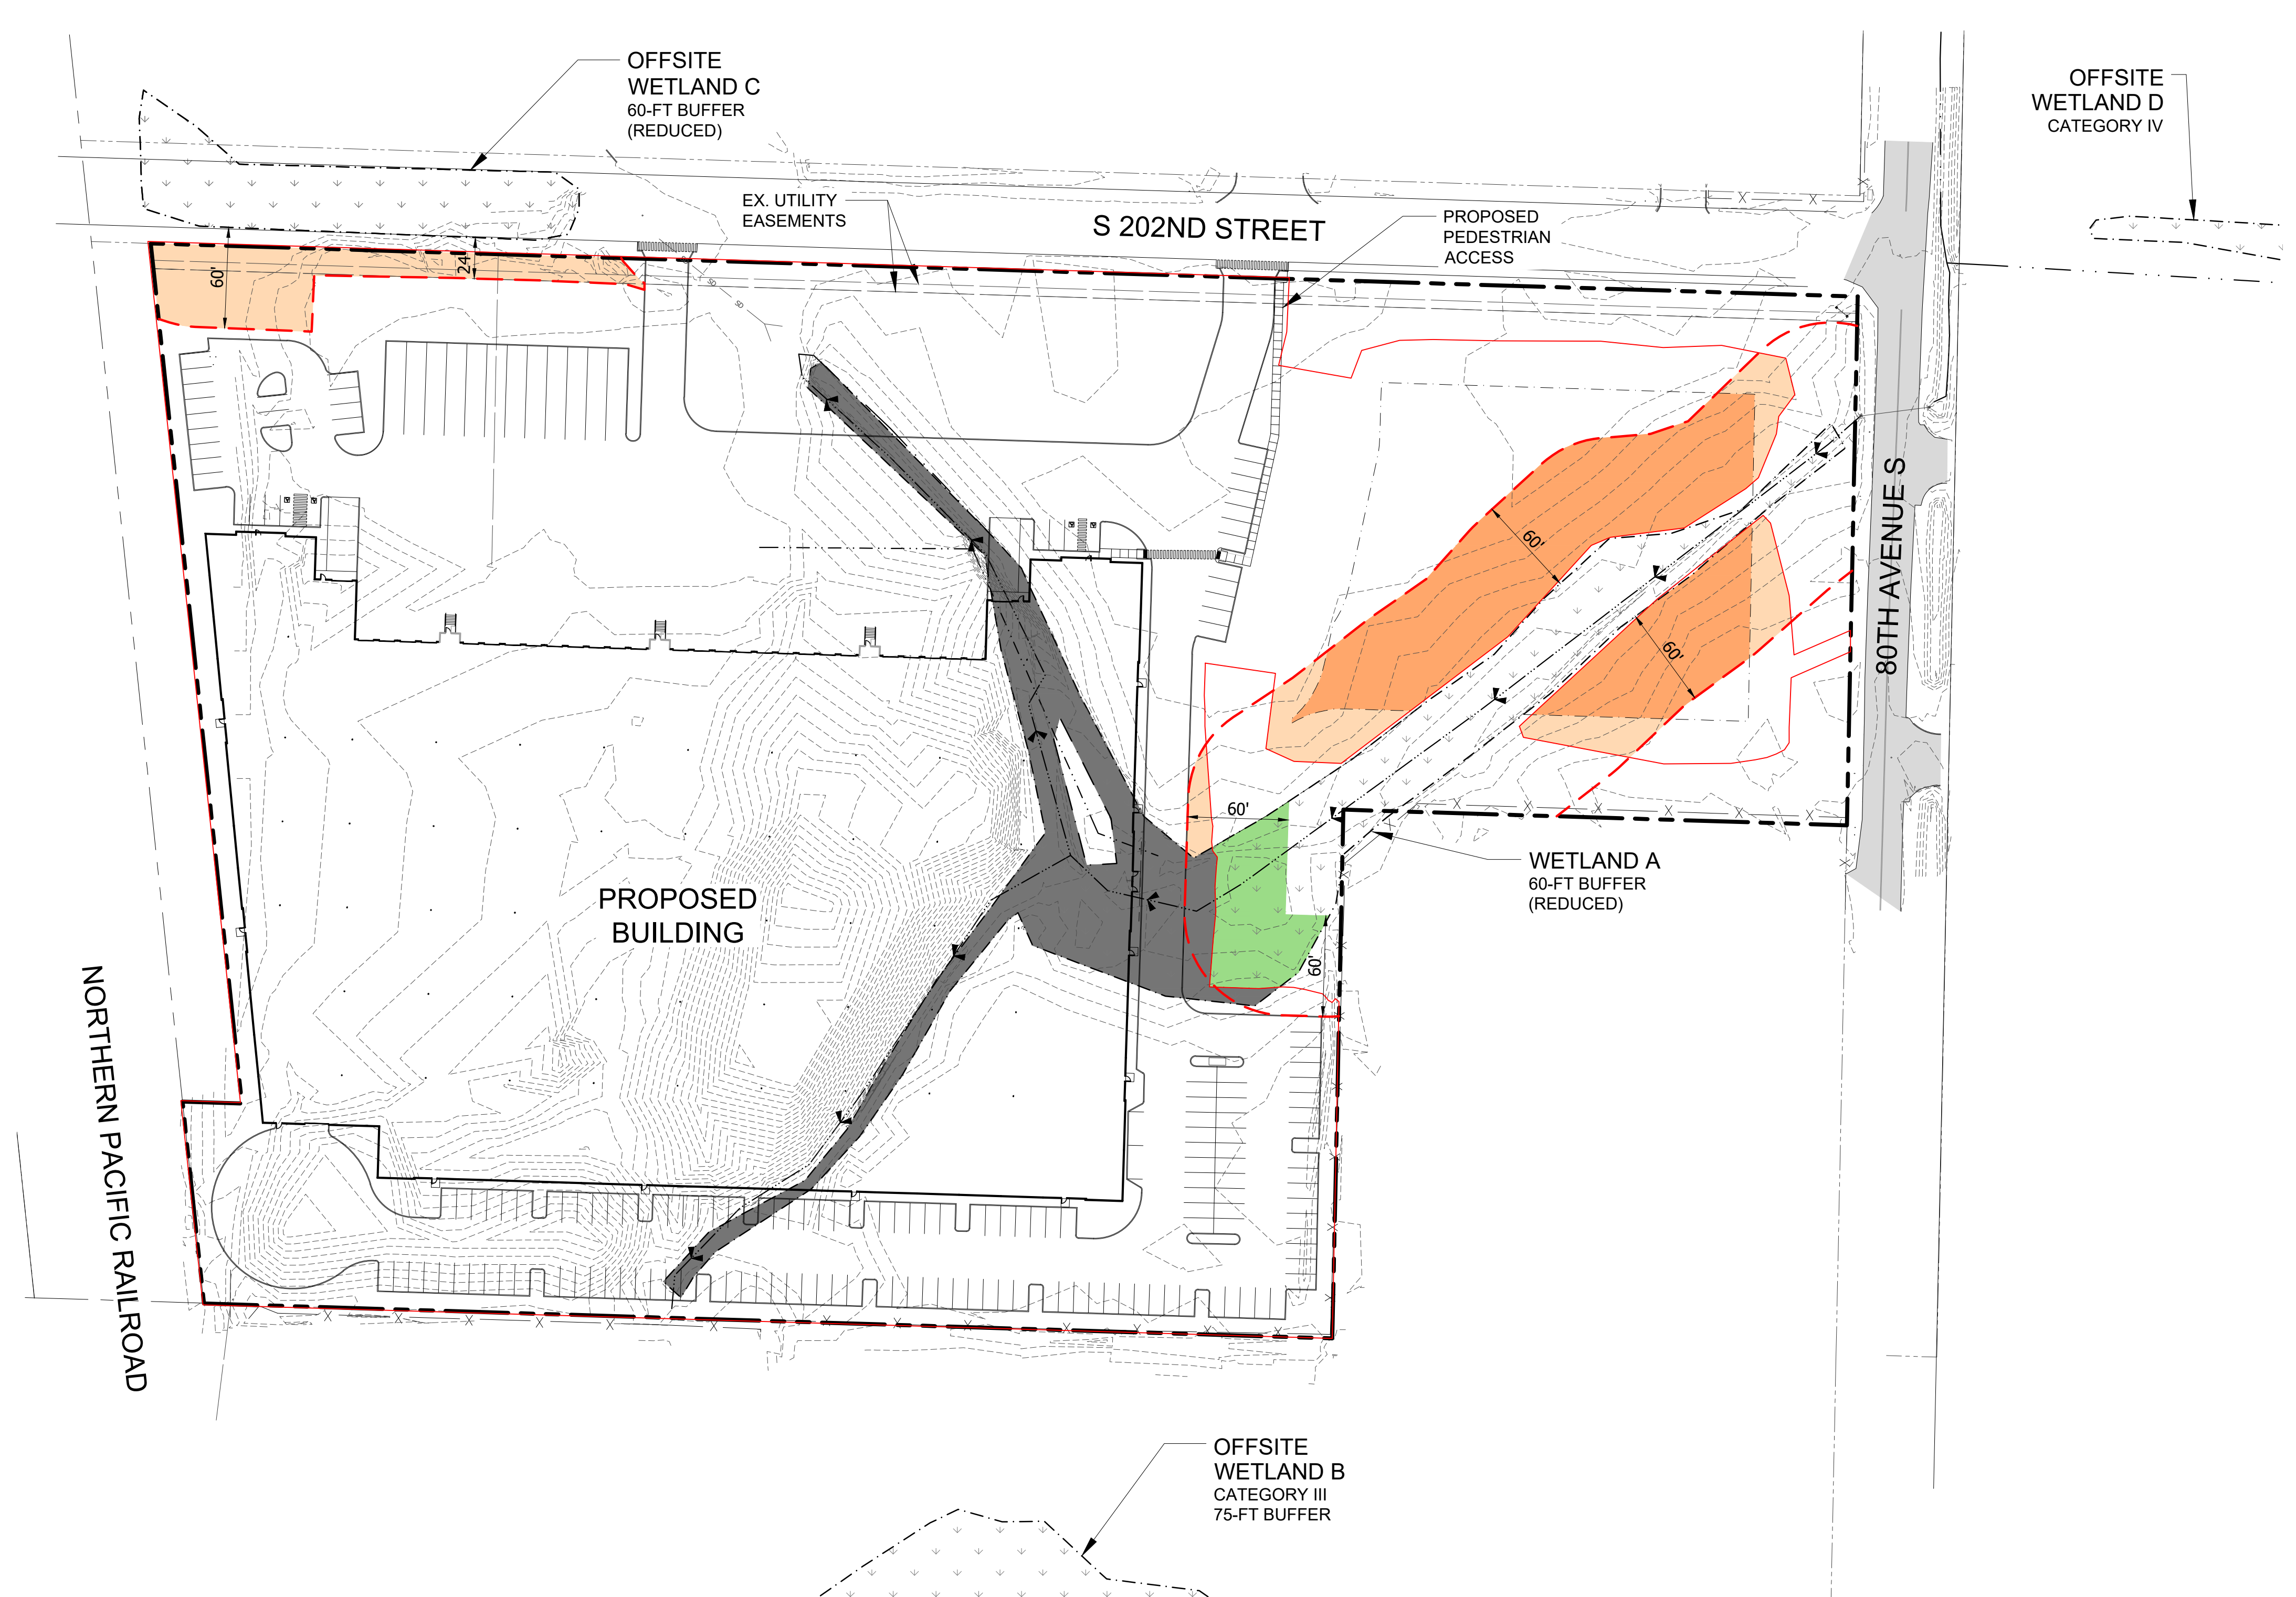 OFFSITE
WETLAND C
60-FT BUFFER
(REDUCED)
OFFSITE
WETLAND D
CATEGORY IV
EX. UTILITY
EASEMENTS
S 202ND STREET
PROPOSED
PEDESTRIAN
ACCESS
60'
24'
SD
SD
60'
60'
80TH AVENUE S
60'
WETLAND A
60-FT BUFFER
(REDUCED)
PROPOSED
BUILDING
60'
NORTHERN PACIFIC RAILROAD
OFFSITE
WETLAND B
CATEGORY III
75-FT BUFFER